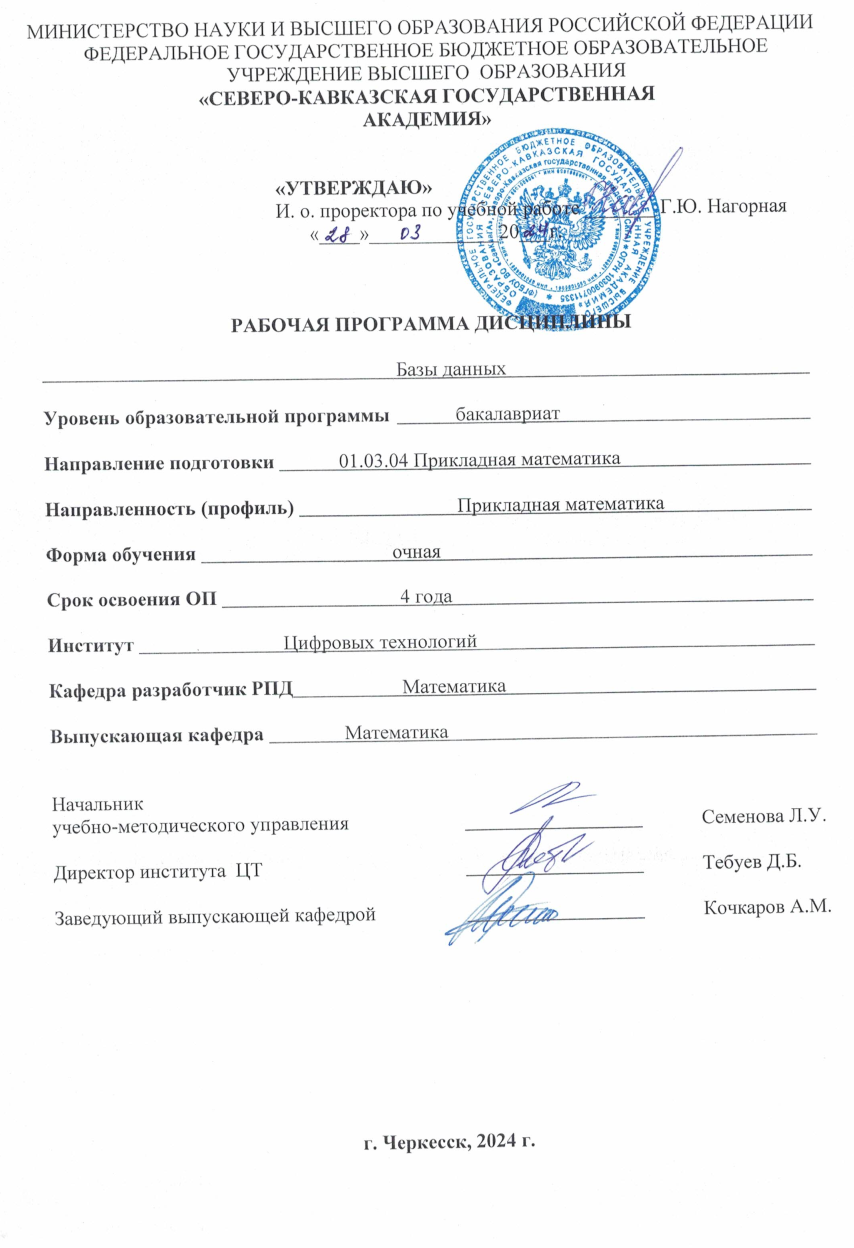 МИНИСТЕРСТВО НАУКИ И ВЫСШЕГО ОБРАЗОВАНИЯ РОССИЙСКОЙ ФЕДЕРАЦИИ
ФЕДЕРАЛЬНОЕ ГОСУДАРСТВЕННОЕ БЮДЖЕТНОЕ ОБРАЗОВАТЕЛЬНОЕ
УЧРЕЖДЕНИЕ ВЫСШЕГО ОБРАЗОВАНИЯ
«СЕВЕРО-КАВКАЗСКАЯ ГОСУДАРСТВЕННАЯ
АКАДЕМИЯ»
«УТВЕРЖДАЮ»
И. о. проректора по учебной работе Г.Ю. Нагорная
«28» 03 2024 г.
РАБОЧАЯ ПРОГРАММА ДИСЦИПЛИНЫ
Базы данных
Уровень образовательной программы бакалавриат
Направление подготовки 01.03.04 Прикладная математика
Направленность (профиль) Прикладная математика
Форма обучения очная
Срок освоения ОП 4 года
Институт Цифровых технологий
Кафедра разработчик РПД Математика
Выпускающая кафедра Математика
Начальник
учебно-методического управления Семенова Л.У.
Директор института ЦТ Тебуев Д.Б.
Заведующий выпускающей кафедрой Кочкаров А.М.
г. Черкесск, 2024 г.